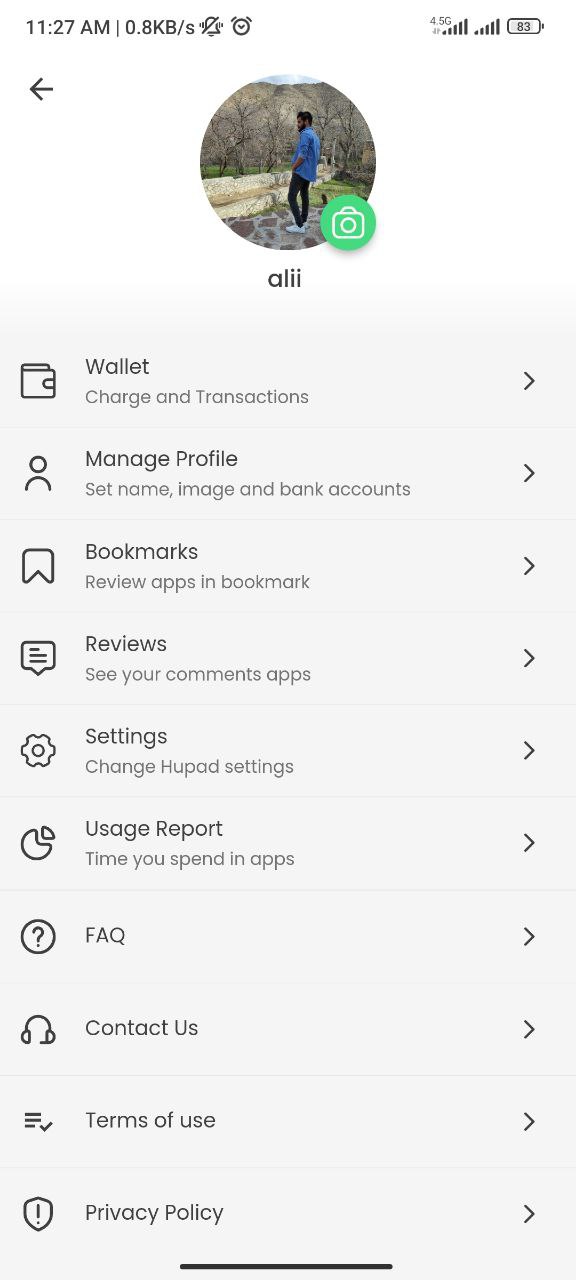 11:27 AM | 0.8KB/s 4.5G 83
alii
Wallet
Charge and Transactions
Manage Profile
Set name, image and bank accounts
Bookmarks
Review apps in bookmark
Reviews
See your comments apps
Settings
Change Hupad settings
Usage Report
Time you spend in apps
FAQ
Contact Us
Terms of use
Privacy Policy